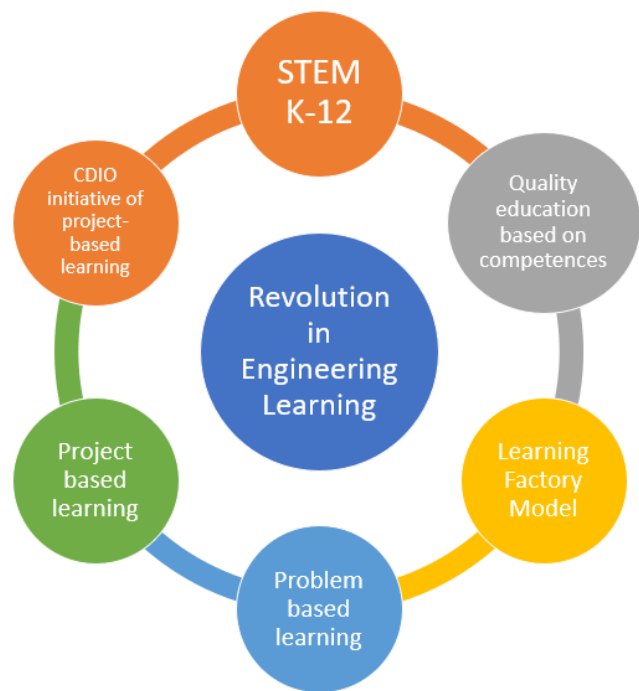 STEM
K-12
Quality
education
based on
competences
Learning
Factory
Model
Problem
based
learning
Project
based
learning
CDIO
initiative of
project-
based
learning
Revolution
in
Engineering
Learning